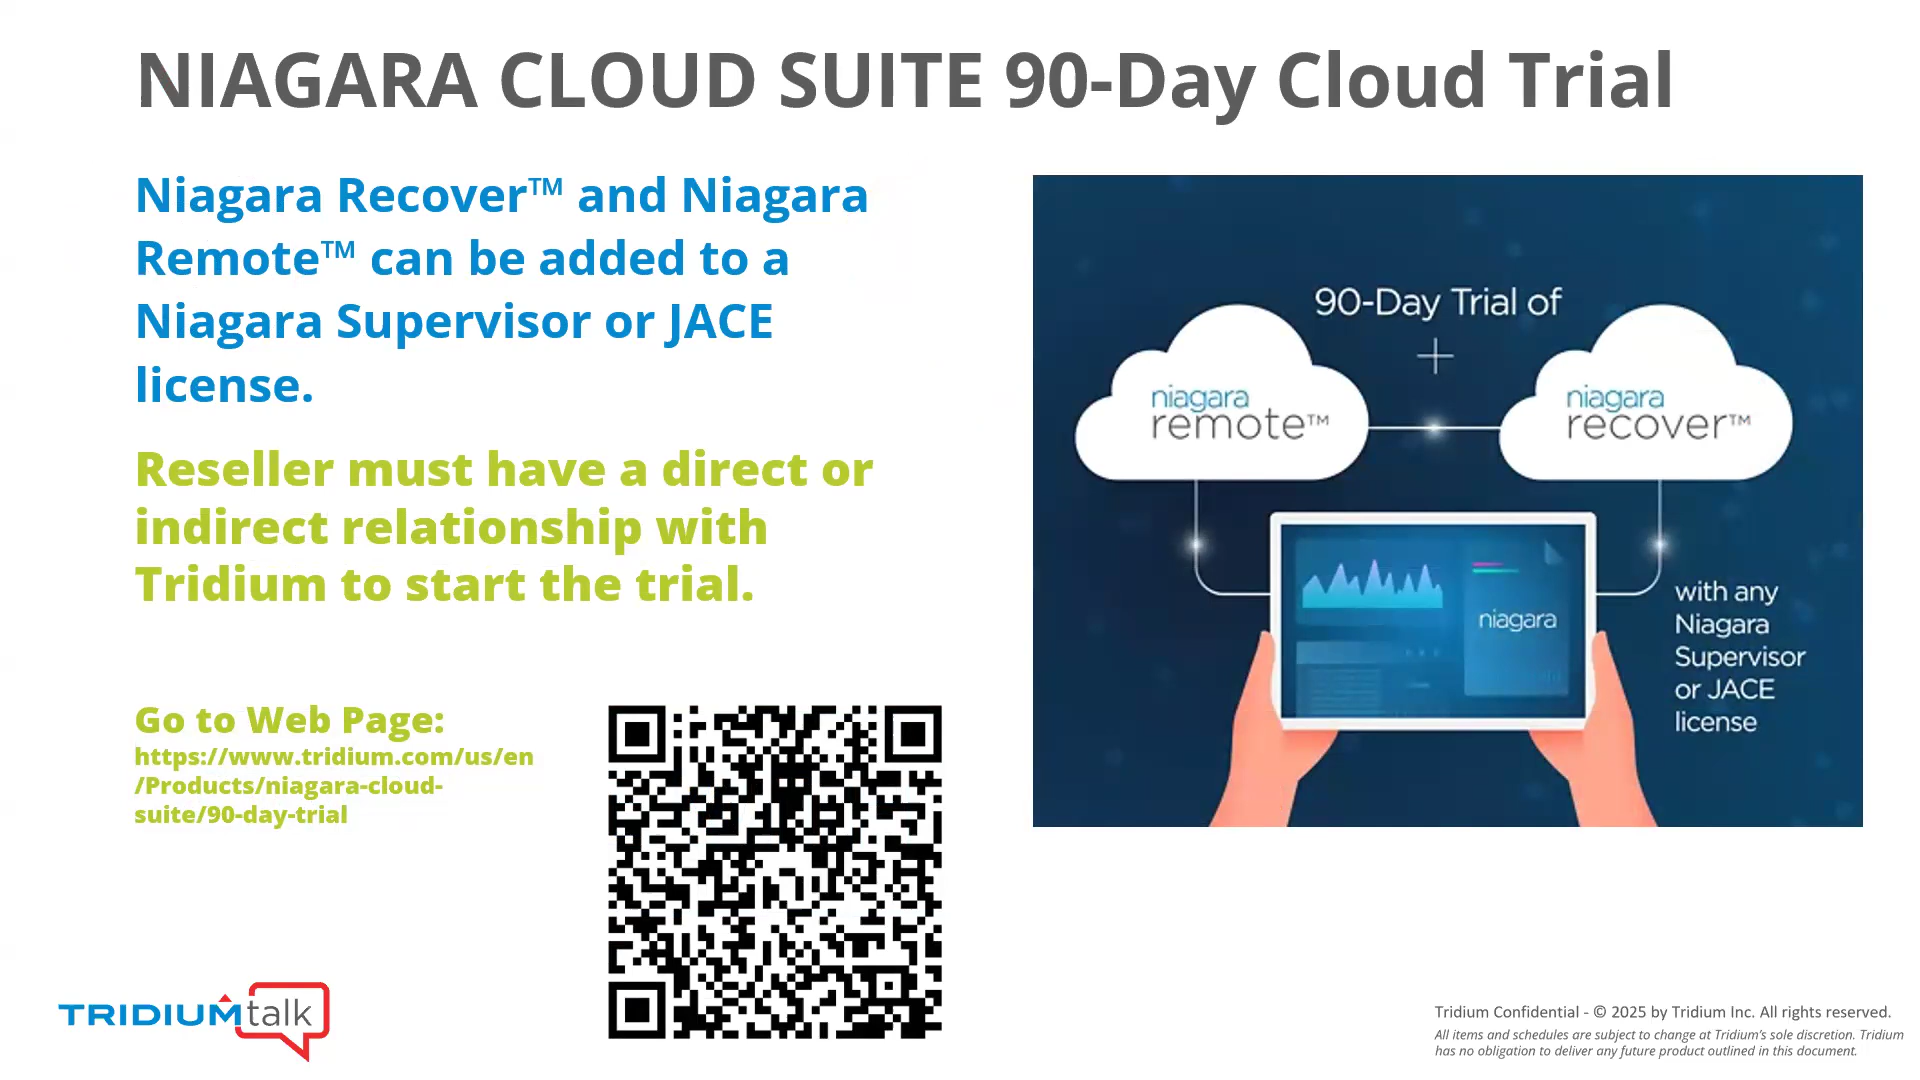 NIAGARA CLOUD SUITE 90-Day Cloud Trial
Niagara Recover™ and Niagara
Remote™ can be added to a
Niagara Supervisor or JACE
license.
Reseller must have a direct or
indirect relationship with
Tridium to start the trial.
Go to Web Page:
https://www.tridium.com/us/en
/Products/niagara-cloud-
suite/90-day-trial
90-Day Trial of
niagara
remote™
niagara
recover™
niagara
with any
Niagara
Supervisor
or JACE
license
TRIDIUMtalk
Tridium Confidential - © 2025 by Tridium Inc. All rights reserved.
All items and schedules are subject to change at Tridium's sole discretion. Tridium
has no obligation to deliver any future product outlined in this document.